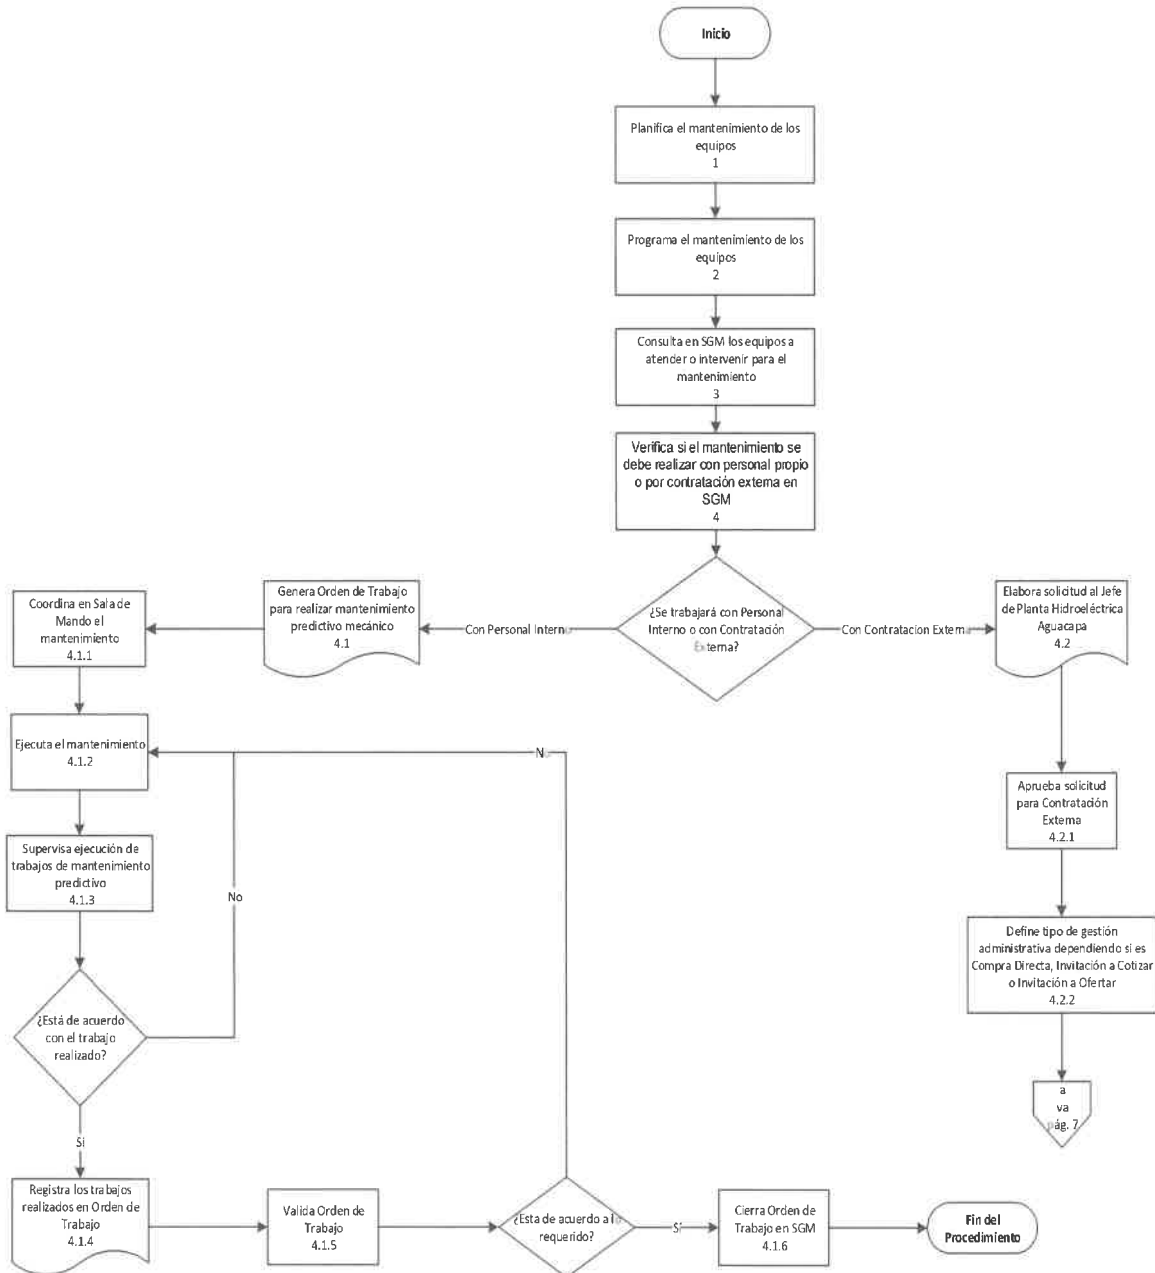 Inicio
Planifica el mantenimiento de los
equipos
1
Programa el mantenimiento de los
equipos
2
Consulta en SGM los equipos a
atender o intervenir para el
mantenimiento
3
Verifica si el mantenimiento se
debe realizar con personal propio
o por contratación externa en
SGM
4
¿Se trabajará con Personal
Interno o con Contratación
Externa?
Con Personal Interno
Con Contratacion Externa
Genera Orden de Trabajo
para realizar mantenimiento
predictivo mecánico
4.1
Coordina en Sala de
Mando el
mantenimiento
4.1.1
Ejecuta el mantenimiento
4.1.2
Supervisa ejecución de
trabajos de mantenimiento
predictivo
4.1.3
¿Está de acuerdo
con el trabajo
realizado?
No
Si
Registra los trabajos
realizados en Orden de
Trabajo
4.1.4
Valida Orden de
Trabajo
4.1.5
¿Esta de acuerdo a lo
requerido?
No
Si
Cierra Orden de
Trabajo en SGM
4.1.6
Fin del
Procedimiento
Elabora solicitud al Jefe
de Planta Hidroeléctrica
Aguacapa
4.2
Aprueba solicitud
para Contratación
Externa
4.2.1
Define tipo de gestión
administrativa dependiendo si es
Compra Directa, Invitación a Cotizar
o Invitación a Ofertar
4.2.2
a
va
pág. 7